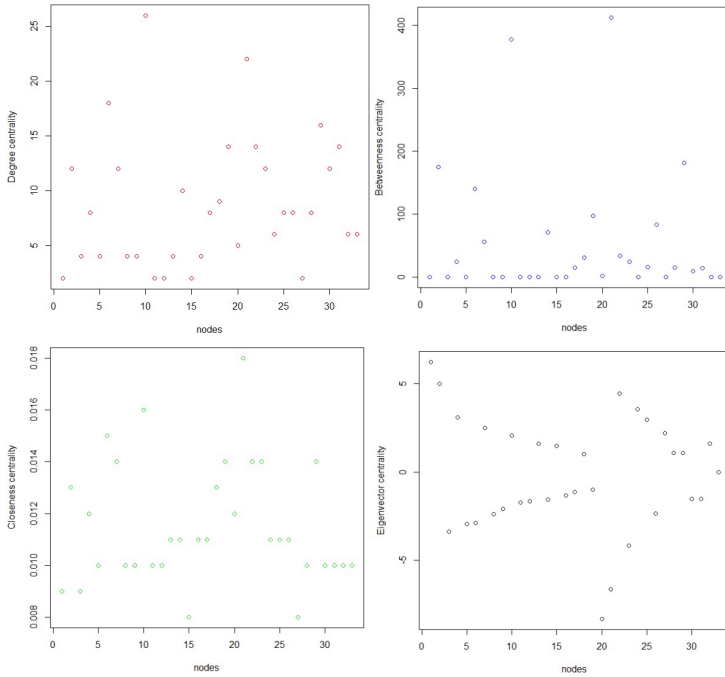 Degree centrality
25
20
15
10
5
0 5 10 15 20 25 30
nodes
Betweenness centrality
400
300
200
100
0
0 5 10 15 20 25 30
nodes
Closeness centrality
0.018
0.016
0.014
0.012
0.010
0.008
0 5 10 15 20 25 30
nodes
Eigenvector centrality
5
0
-5
0 5 10 15 20 25 30
nodes